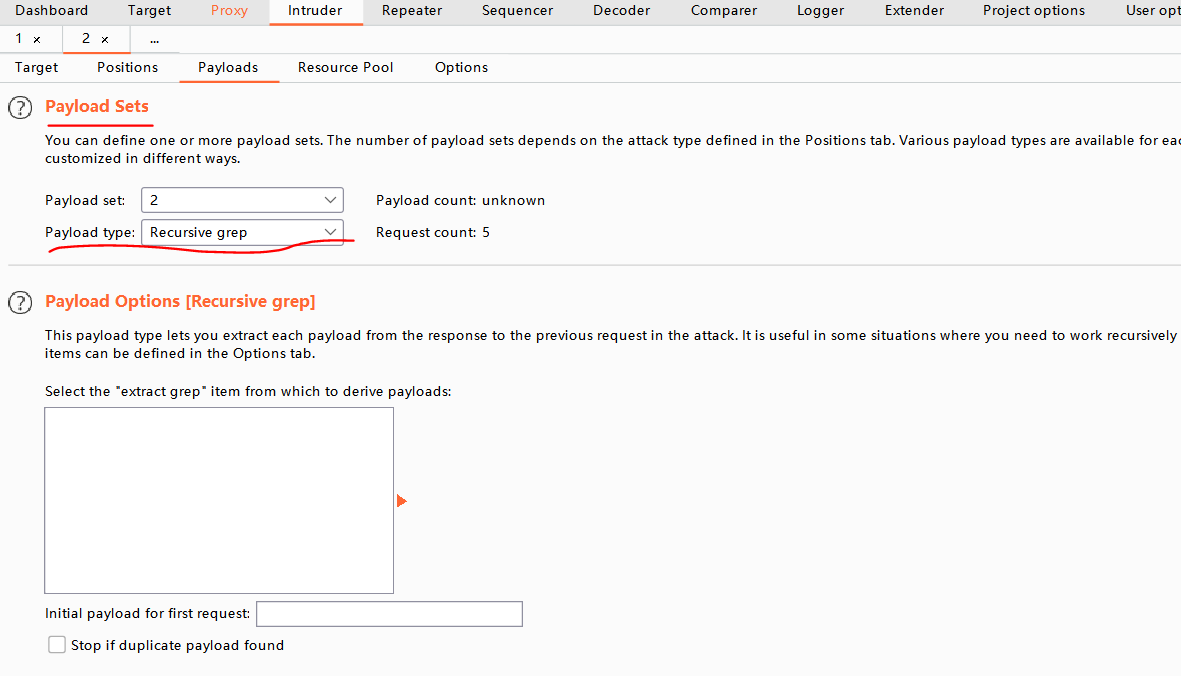 Dashboard Target Proxy Intruder Repeater Sequencer Decoder Comparer Logger Extender Project options User opt
1 × 2 × ...
Target Positions Payloads Resource Pool Options
? Payload Sets
You can define one or more payload sets. The number of payload sets depends on the attack type defined in the Positions tab. Various payload types are available for eac
customized in different ways.
Payload set: 2 Payload count: unknown
Payload type: Recursive grep Request count: 5
? Payload Options [Recursive grep]
This payload type lets you extract each payload from the response to the previous request in the attack. It is useful in some situations where you need to work recursively
items can be defined in the Options tab.
Select the "extract grep" item from which to derive payloads:
Initial payload for first request:
Stop if duplicate payload found